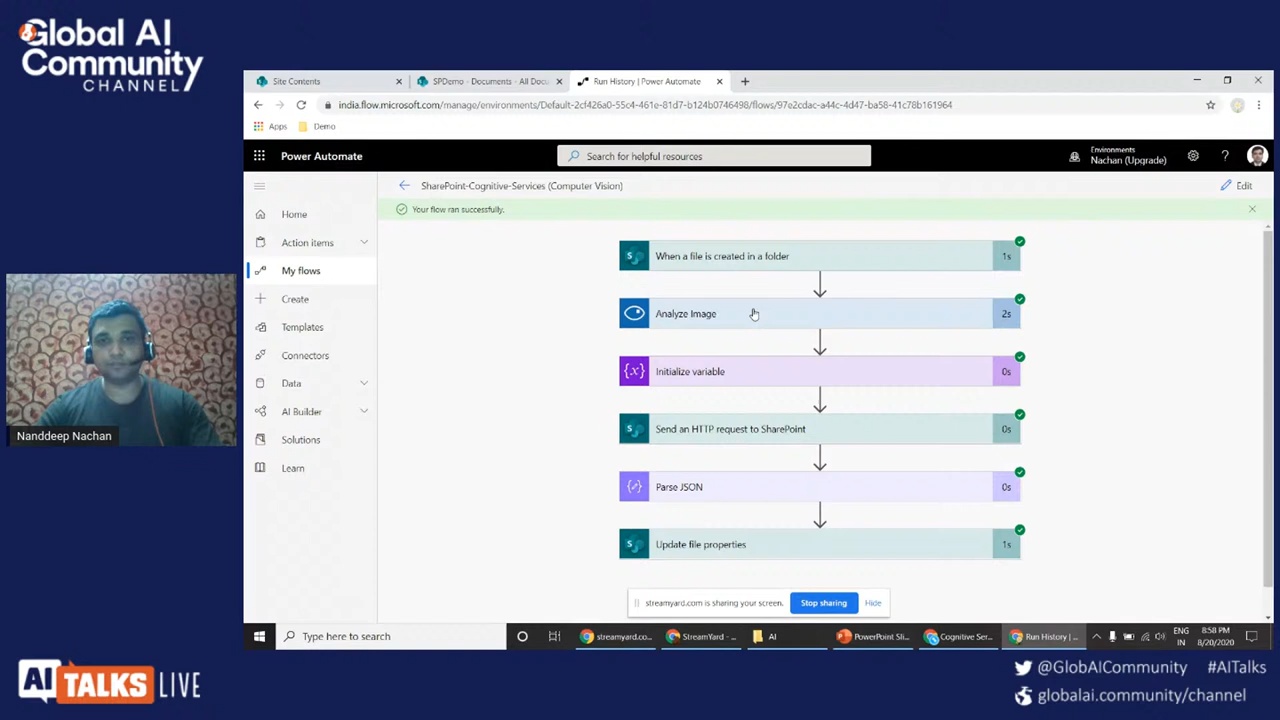 Global AI
Community
CHANNEL
Site Contents
SPDemo - Documents - All Docu
Run History | Power Automate
india.flow.microsoft.com/manage/environments/Default-2cf426a0-55c4-461e-81d7-b124b0746498/flows/97e2cdac-a44c-4d47-ba58-41c78b161964
Apps
Demo
Power Automate
Search for helpful resources
Environments
Nachan (Upgrade)
?
SharePoint-Cognitive-Services (Computer Vision)
Edit
Your flow ran successfully.
Home
Action items
My flows
Create
Templates
Connectors
Data
AI Builder
Solutions
Learn
When a file is created in a folder
1s
Analyze Image
2s
{x}
Initialize variable
0s
Send an HTTP request to SharePoint
0s
Parse JSON
0s
Update file properties
1s
Nanddeep Nachan
streamyard.com is sharing your screen.
Stop sharing
Hide
Type here to search
streamyard.co...
StreamYard - ...
AI
PowerPoint Sli...
Cognitive Ser...
Run History | ...
ENG
IN
8:58 PM
8/20/2020
AI TALKS LIVE
@GlobAICommunity #AITalks
globalai.community/channel